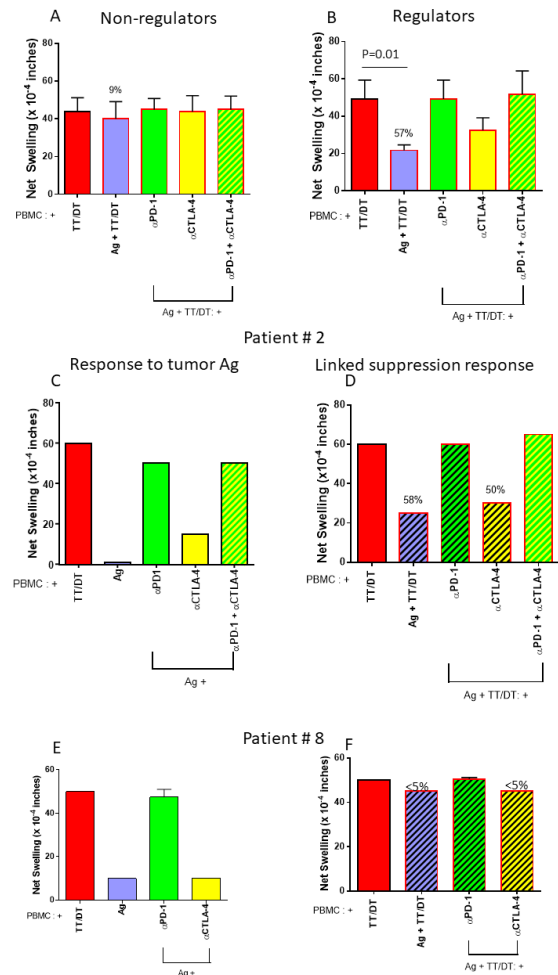 A
Non-regulators
Net Swelling (x 10⁻⁴ inches)
80
60
40
20
0
9%
PBMC : +
TT/DT
Ag + TT/DT
αPD-1
αCTLA-4
αPD-1 + αCTLA-4
Ag + TT/DT: +
B
Regulators
Net Swelling (x 10⁻⁴ inches)
80
60
40
20
0
P=0.01
57%
PBMC : +
TT/DT
Ag + TT/DT
αPD-1
αCTLA-4
αPD-1 + αCTLA-4
Ag + TT/DT: +
Patient # 2
C
Response to tumor Ag
Net Swelling (x10⁻⁴ inches)
80
60
40
20
0
PBMC : +
TT/DT
Ag
αPD1
αCTLA-4
αPD-1 + αCTLA-4
Ag +
Linked suppression response
D
Net Swelling (x10⁻⁴ inches)
80
60
40
20
0
58%
50%
PBMC : +
TT/DT
Ag + TT/DT
αPD-1
αCTLA-4
αPD-1 + αCTLA-4
Ag + TT/DT: +
Patient # 8
E
Net Swelling (x 10⁻⁴ inches)
60
40
20
0
PBMC : +
TT/DT
Ag
αPD-1
αCTLA-4
Ag +
F
Net Swelling (x 10⁻⁴ inches)
60
40
20
0
<5%
<5%
PBMC : +
TT/DT
Ag + TT/DT
αPD-1
αCTLA-4
Ag + TT/DT: +